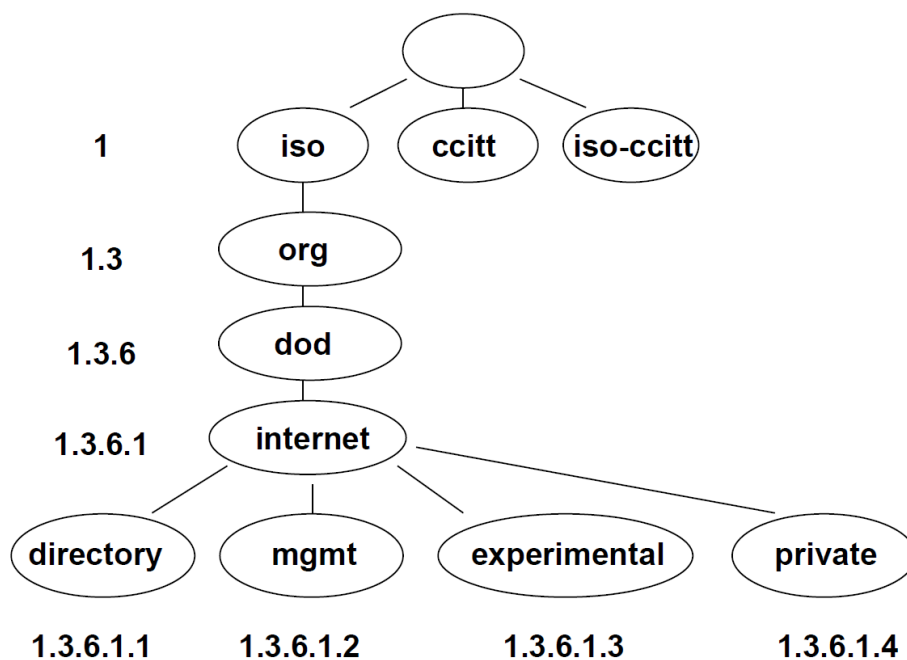 1 iso ccitt iso-ccitt
1.3 org
1.3.6 dod
1.3.6.1 internet
directory mgmt experimental private
1.3.6.1.1 1.3.6.1.2 1.3.6.1.3 1.3.6.1.4